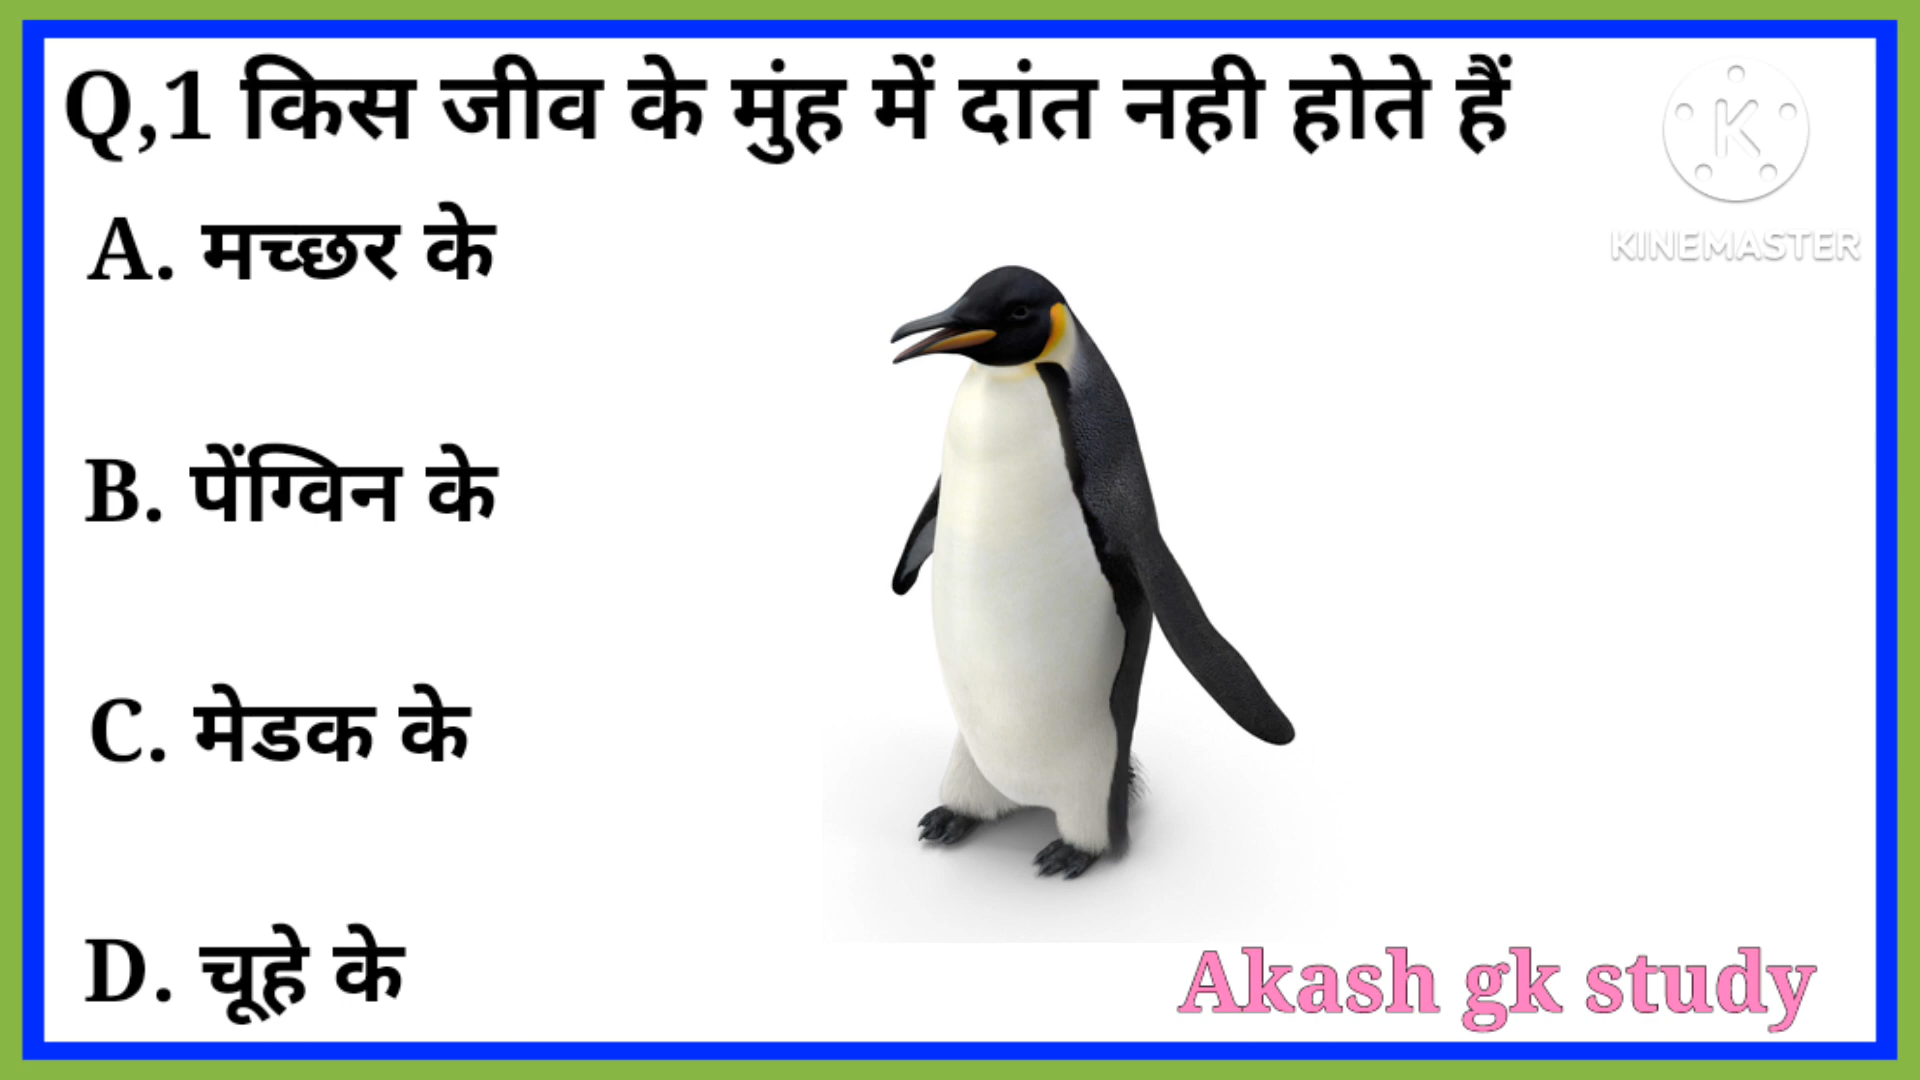 Q,1 किस जीव के मुंह में दांत नही होते हैं
K
KINEMASTER
A. मच्छर के
B. पेंग्विन के
C. मेडक के
D. चूहे के
Akash gk study